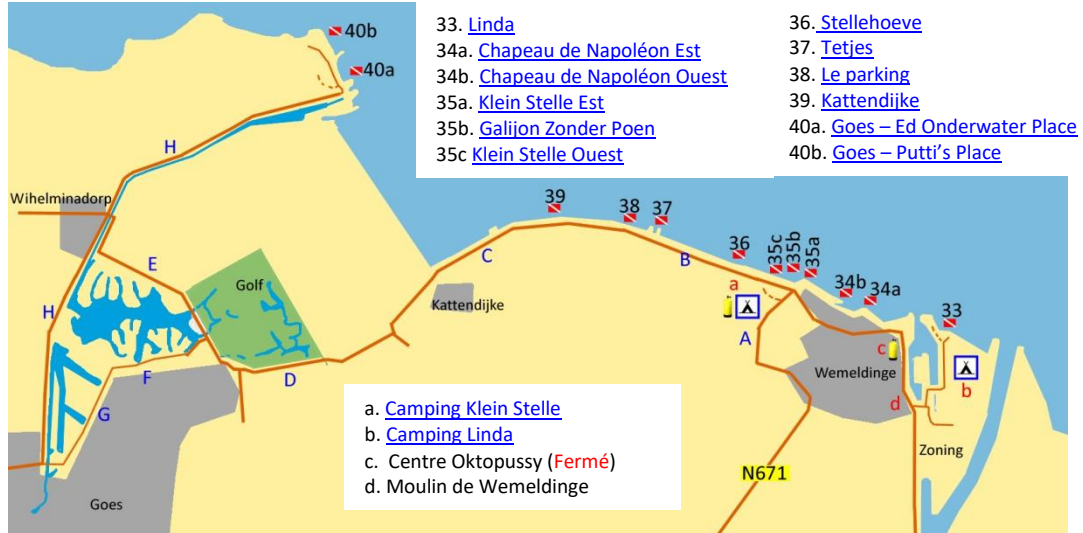 33. Linda
34a. Chapeau de Napoléon Est
34b. Chapeau de Napoléon Ouest
35a. Klein Stelle Est
35b. Galijon Zonder Poen
35c Klein Stelle Ouest
36. Stellehoeve
37. Tetjes
38. Le parking
39. Kattendijke
40a. Goes – Ed Onderwater Place
40b. Goes – Putti's Place
40b
40a
H
Wihelminadorp
39
38
37
36
35c
35b
35a
34b
34a
33
E
C
B
a
Golf
H
Kattendijke
A
c
Wemeldinge
b
F
D
d
G
a. Camping Klein Stelle
b. Camping Linda
c. Centre Oktopussy (Fermé)
d. Moulin de Wemeldinge
Zoning
N671
Goes